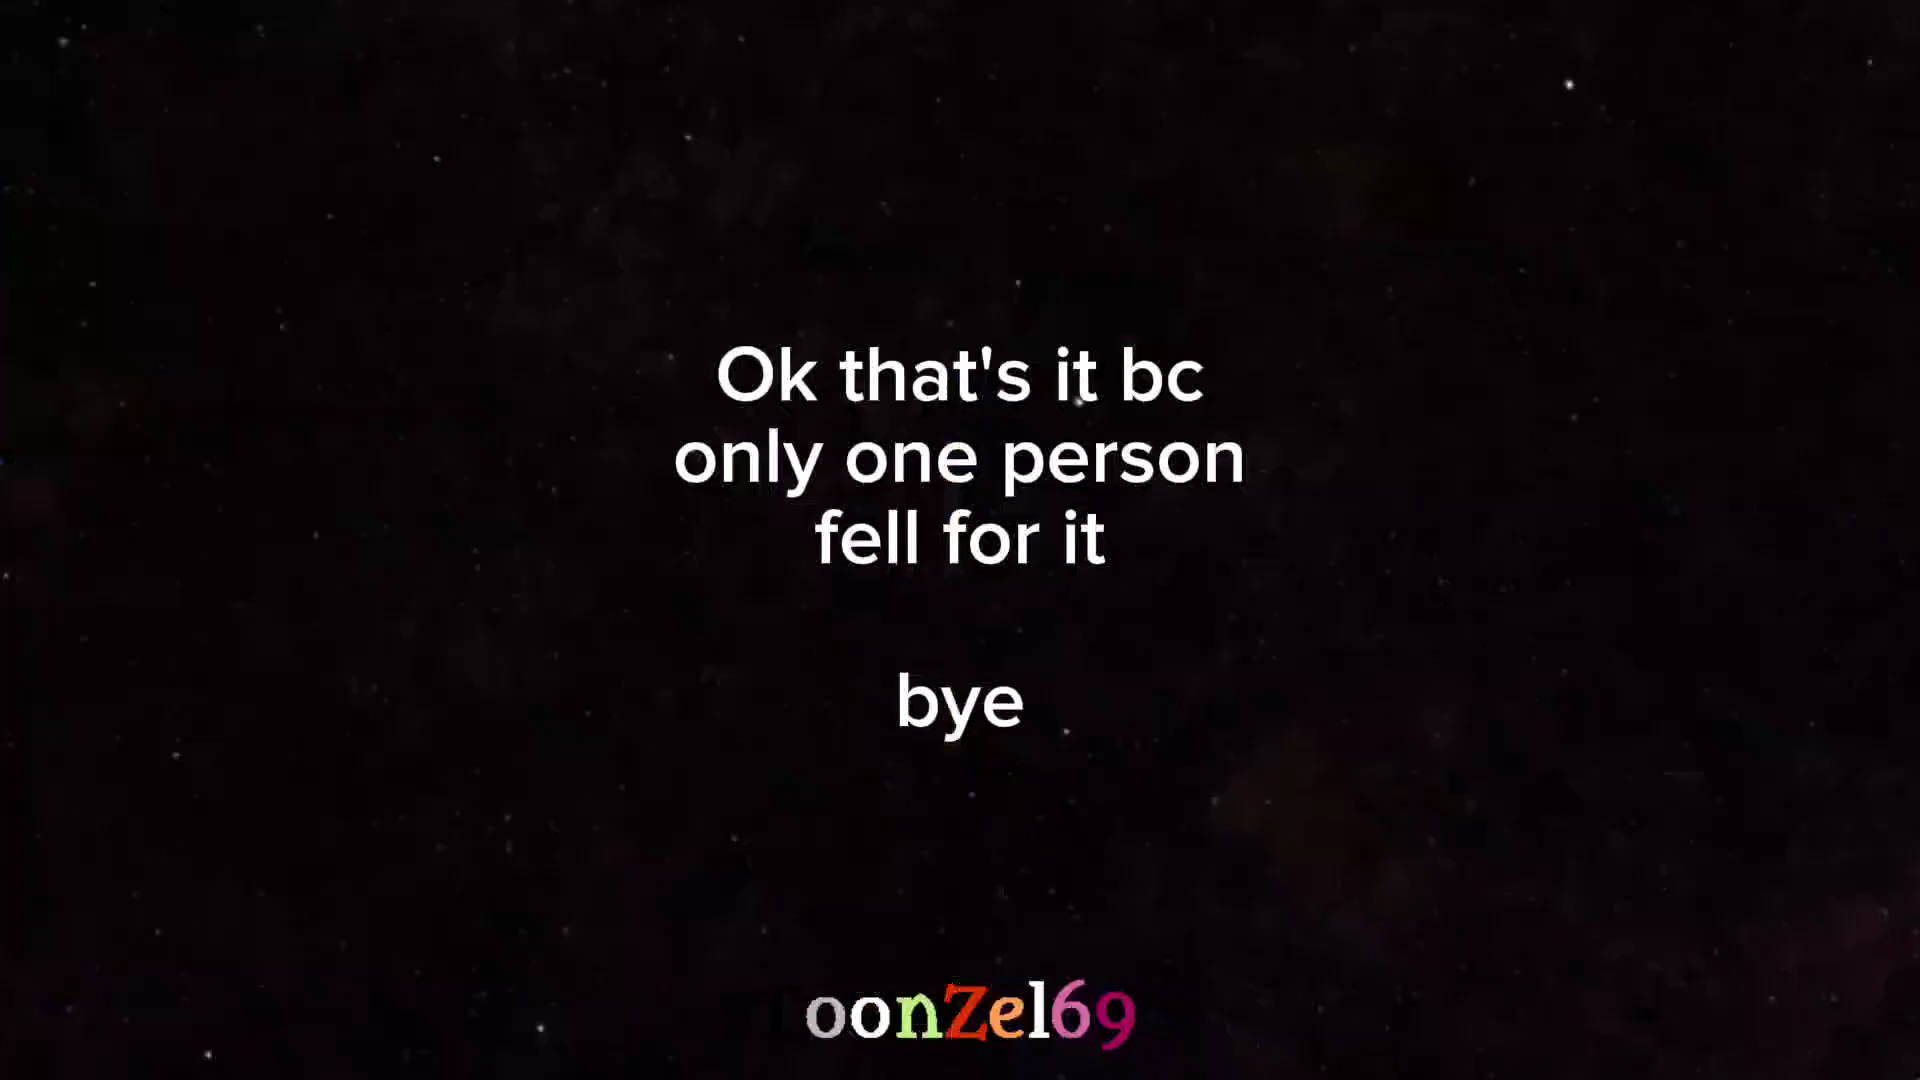 Ok that's it bc
only one person
fell for it
bye
oonZel69